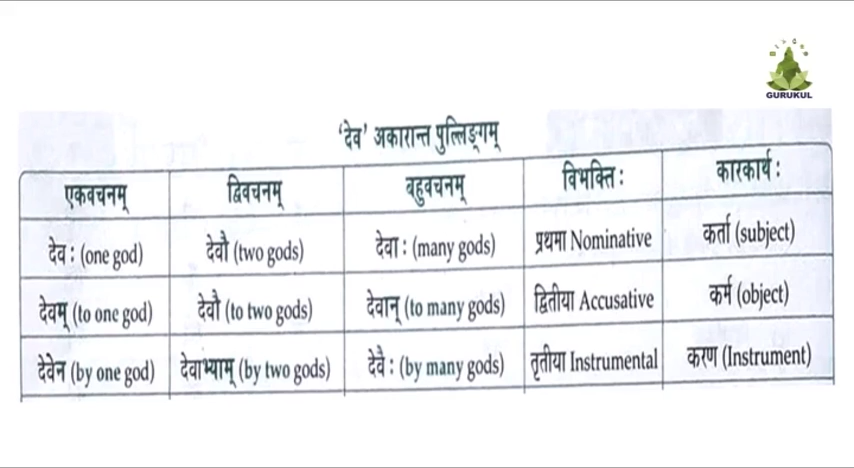 GURUKUL
'देव' अकारान्त पुल्लिङ्गम्
एकवचनम् द्विवचनम् बहुवचनम् विभक्तिः कारकार्थः
देवः (one god) देवौ (two gods) देवाः (many gods) प्रथमा Nominative कर्ता (subject)
देवम् (to one god) देवौ (to two gods) देवान् (to many gods) द्वितीया Accusative कर्म (object)
देवेन (by one god) देवाभ्याम् (by two gods) देवैः (by many gods) तृतीया Instrumental करण (Instrument)